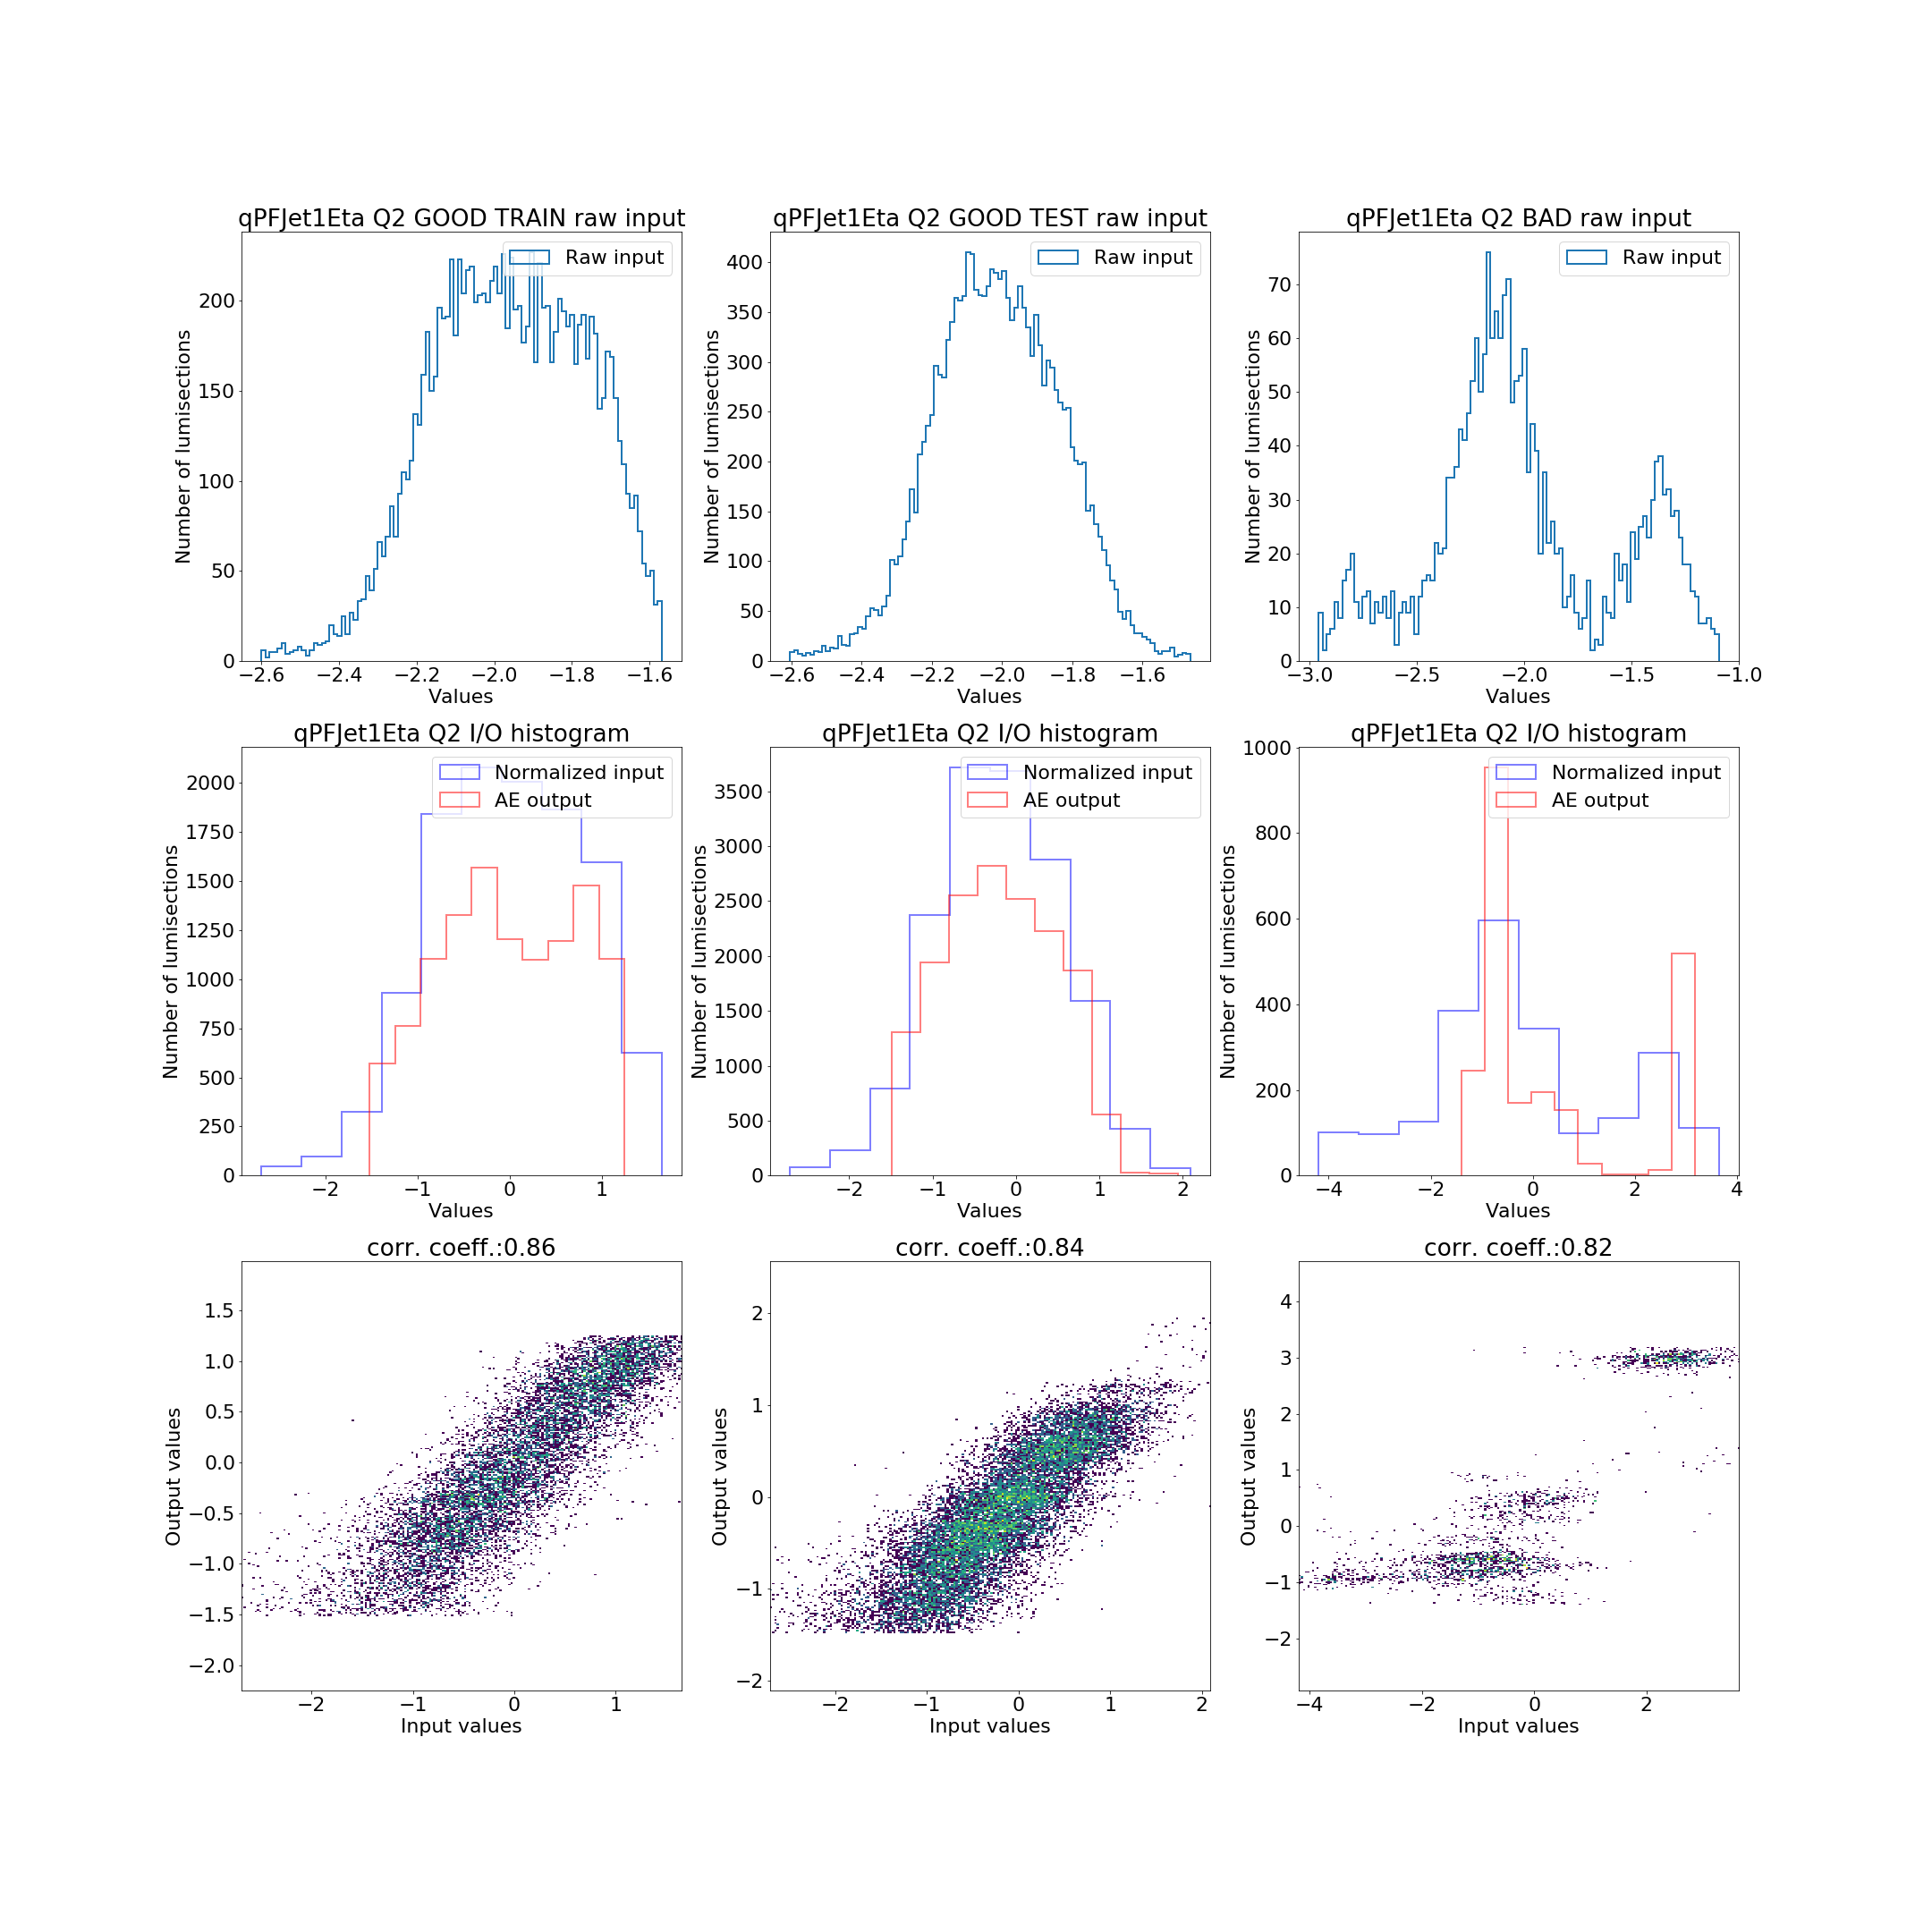 qPFJet1Eta Q2 GOOD TRAIN raw input
Raw input
Number of lumisections
0
50
100
150
200
−2.6 −2.4 −2.2 −2.0 −1.8 −1.6
Values
qPFJet1Eta Q2 GOOD TEST raw input
Raw input
Number of lumisections
0
50
100
150
200
250
300
350
400
−2.6 −2.4 −2.2 −2.0 −1.8 −1.6
Values
qPFJet1Eta Q2 BAD raw input
Raw input
Number of lumisections
0
10
20
30
40
50
60
70
−3.0 −2.5 −2.0 −1.5 −1.0
Values
qPFJet1Eta Q2 I/O histogram
Normalized input
AE output
Number of lumisections
0
250
500
750
1000
1250
1500
1750
2000
−2 −1 0 1
Values
qPFJet1Eta Q2 I/O histogram
Normalized input
AE output
Number of lumisections
0
500
1000
1500
2000
2500
3000
3500
−2 −1 0 1 2
Values
qPFJet1Eta Q2 I/O histogram
Normalized input
AE output
Number of lumisections
0
200
400
600
800
1000
−4 −2 0 2 4
Values
corr. coeff.:0.86
Output values
−2.0
−1.5
−1.0
−0.5
0.0
0.5
1.0
1.5
−2 −1 0 1
Input values
corr. coeff.:0.84
Output values
−2
−1
0
1
2
−2 −1 0 1 2
Input values
corr. coeff.:0.82
Output values
−2
−1
0
1
2
3
4
−4 −2 0 2
Input values